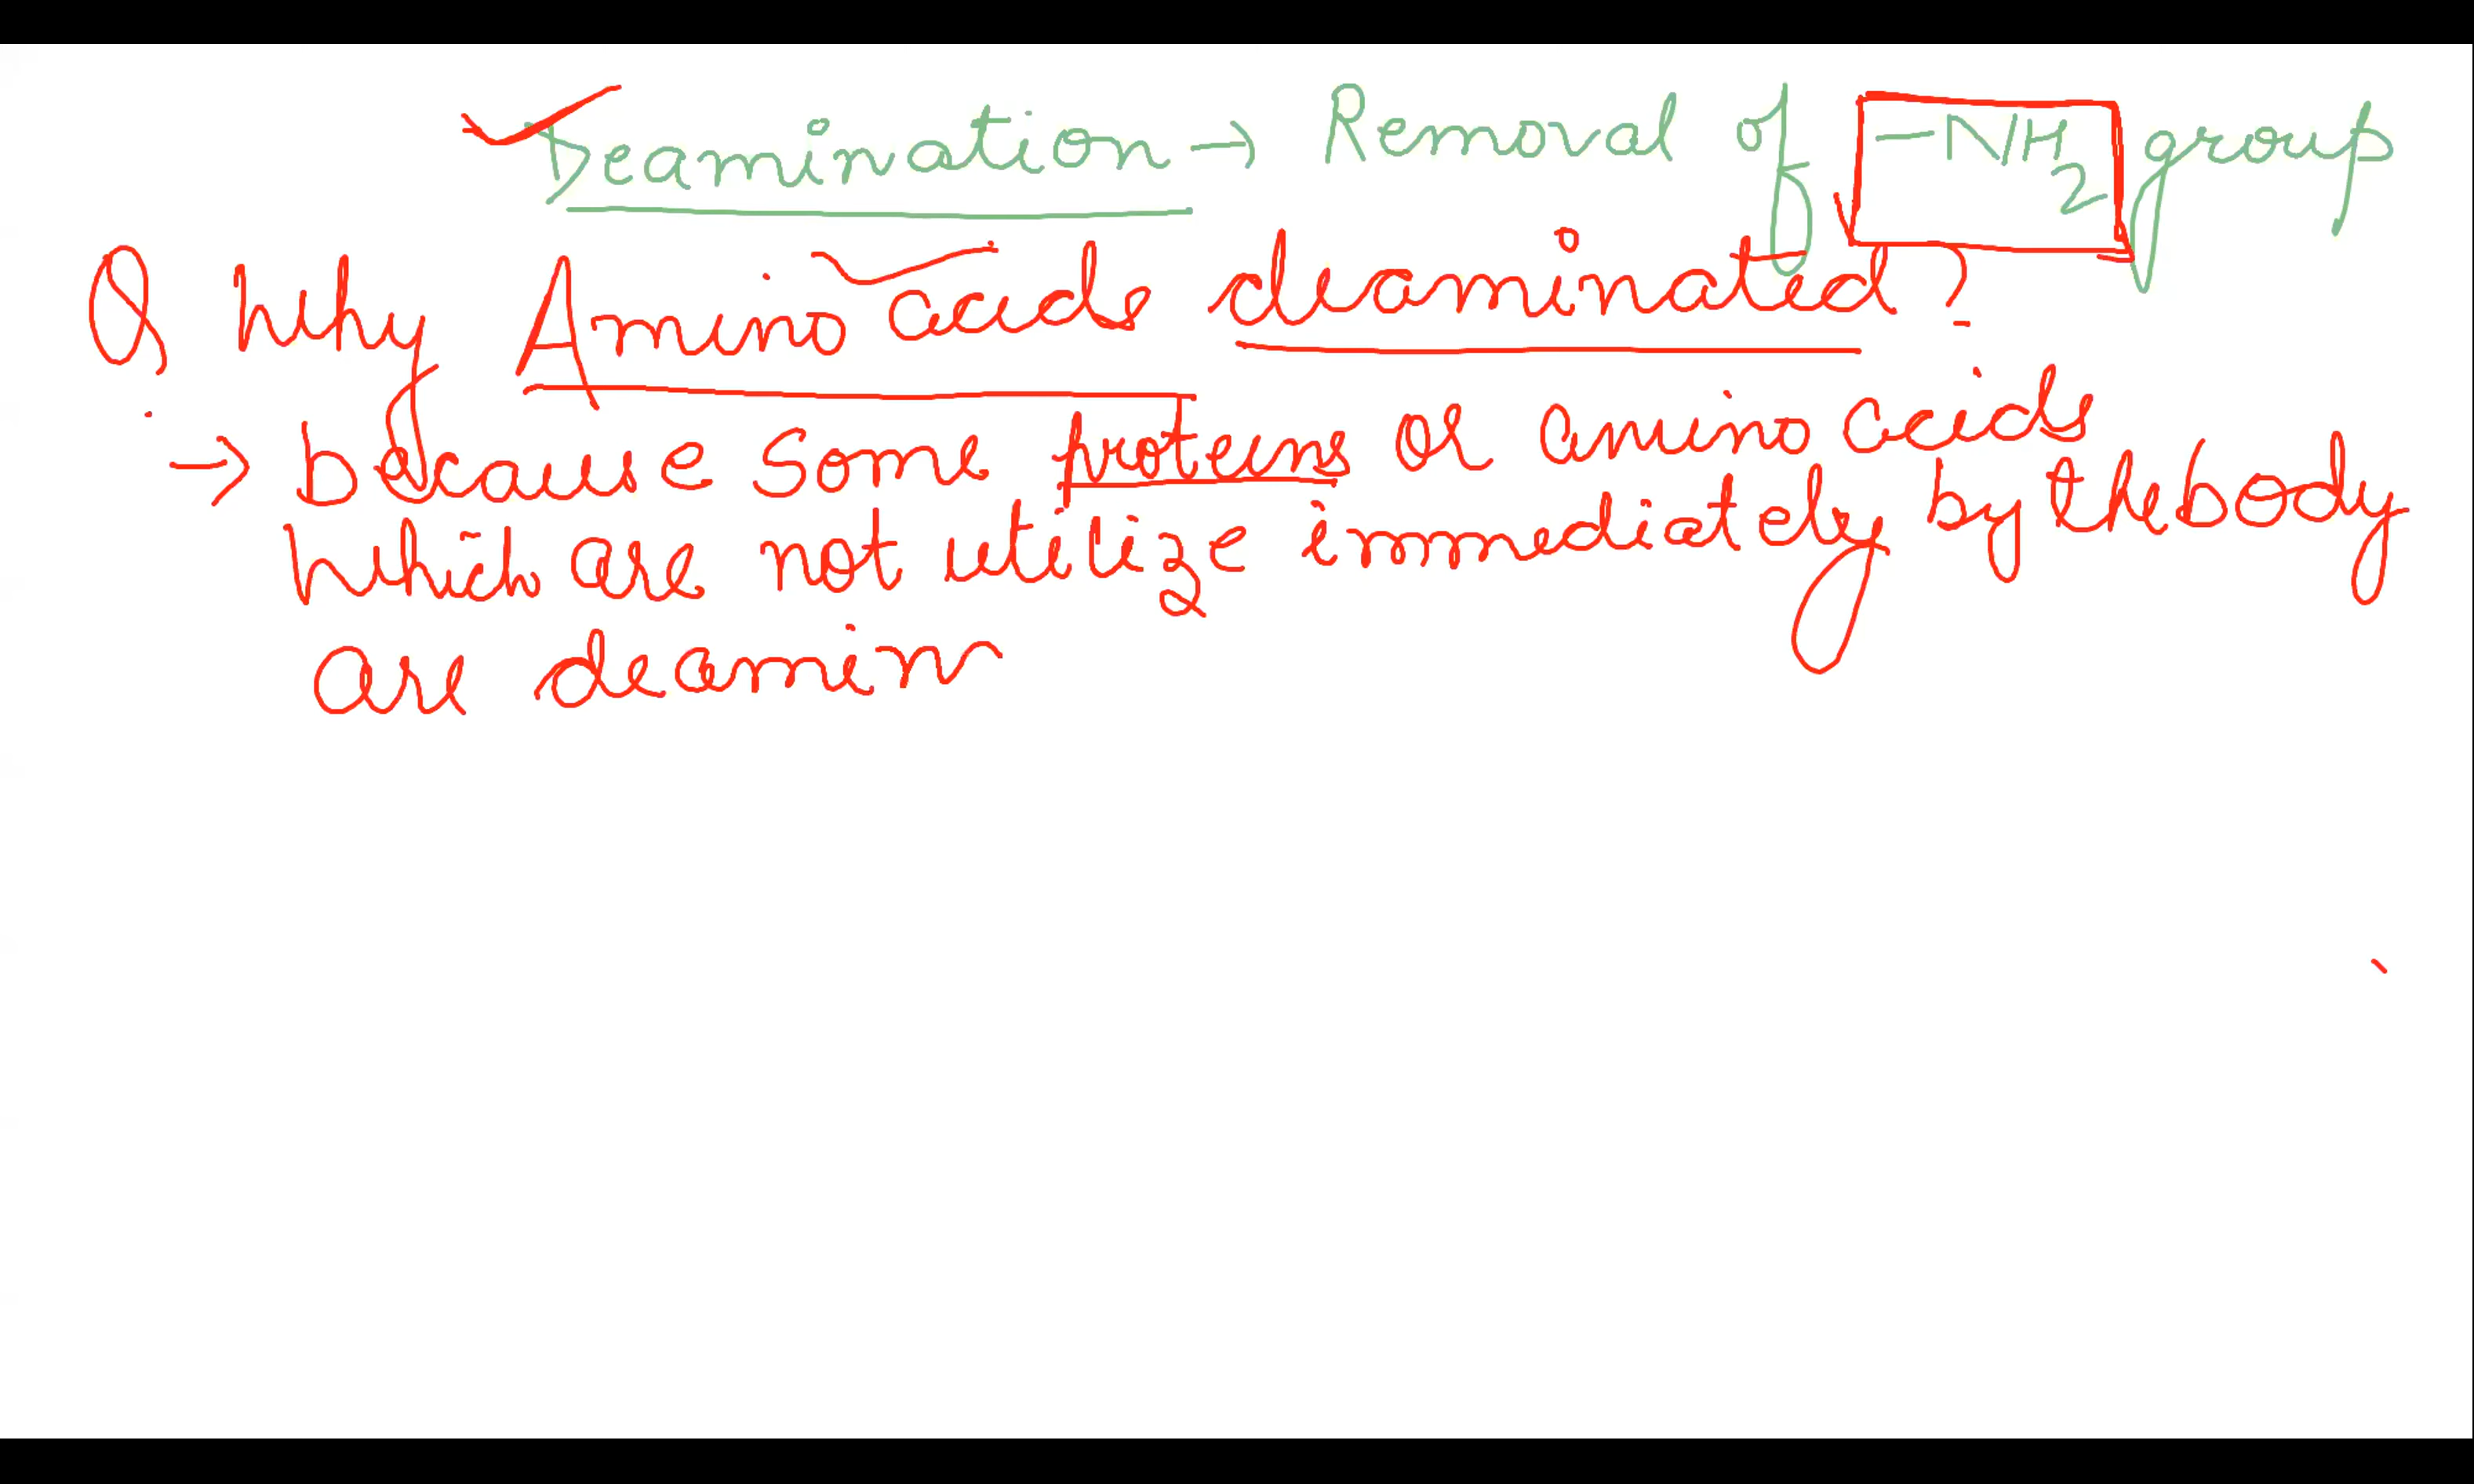 Deamination → Removal of -NH2 group
Q, Why Amino acids deaminated?
→ because some proteins or amino acids
which are not utilize immediatly by the body
are deamin